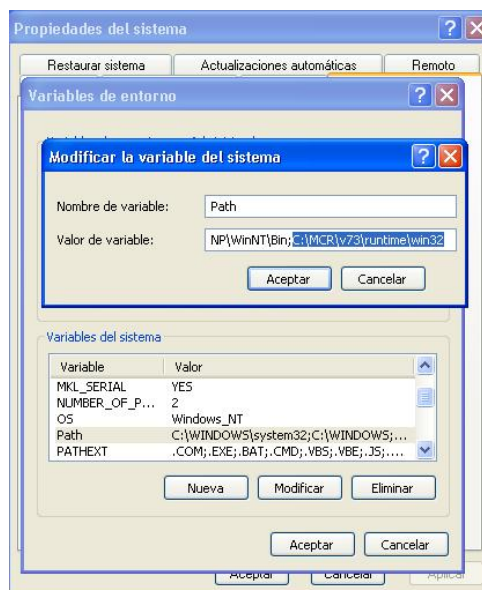 Propiedades del sistema
Restaurar sistema Actualizaciones automáticas Remoto
Variables de entorno
Modificar la variable del sistema
Nombre de variable: Path
Valor de variable: NP\WinNT\Bin;C:\MCR\v73\runtime\win32
Aceptar Cancelar
Variables del sistema
Variable Valor
MKL_SERIAL YES
NUMBER_OF_P... 2
OS Windows_NT
Path C:\WINDOWS\system32;C:\WINDOWS;...
PATHEXT .COM;.EXE;.BAT;.CMD;.VBS;.VBE;.JS;....
Nueva Modificar Eliminar
Aceptar Cancelar
Aceptar Cancelar Aplicar